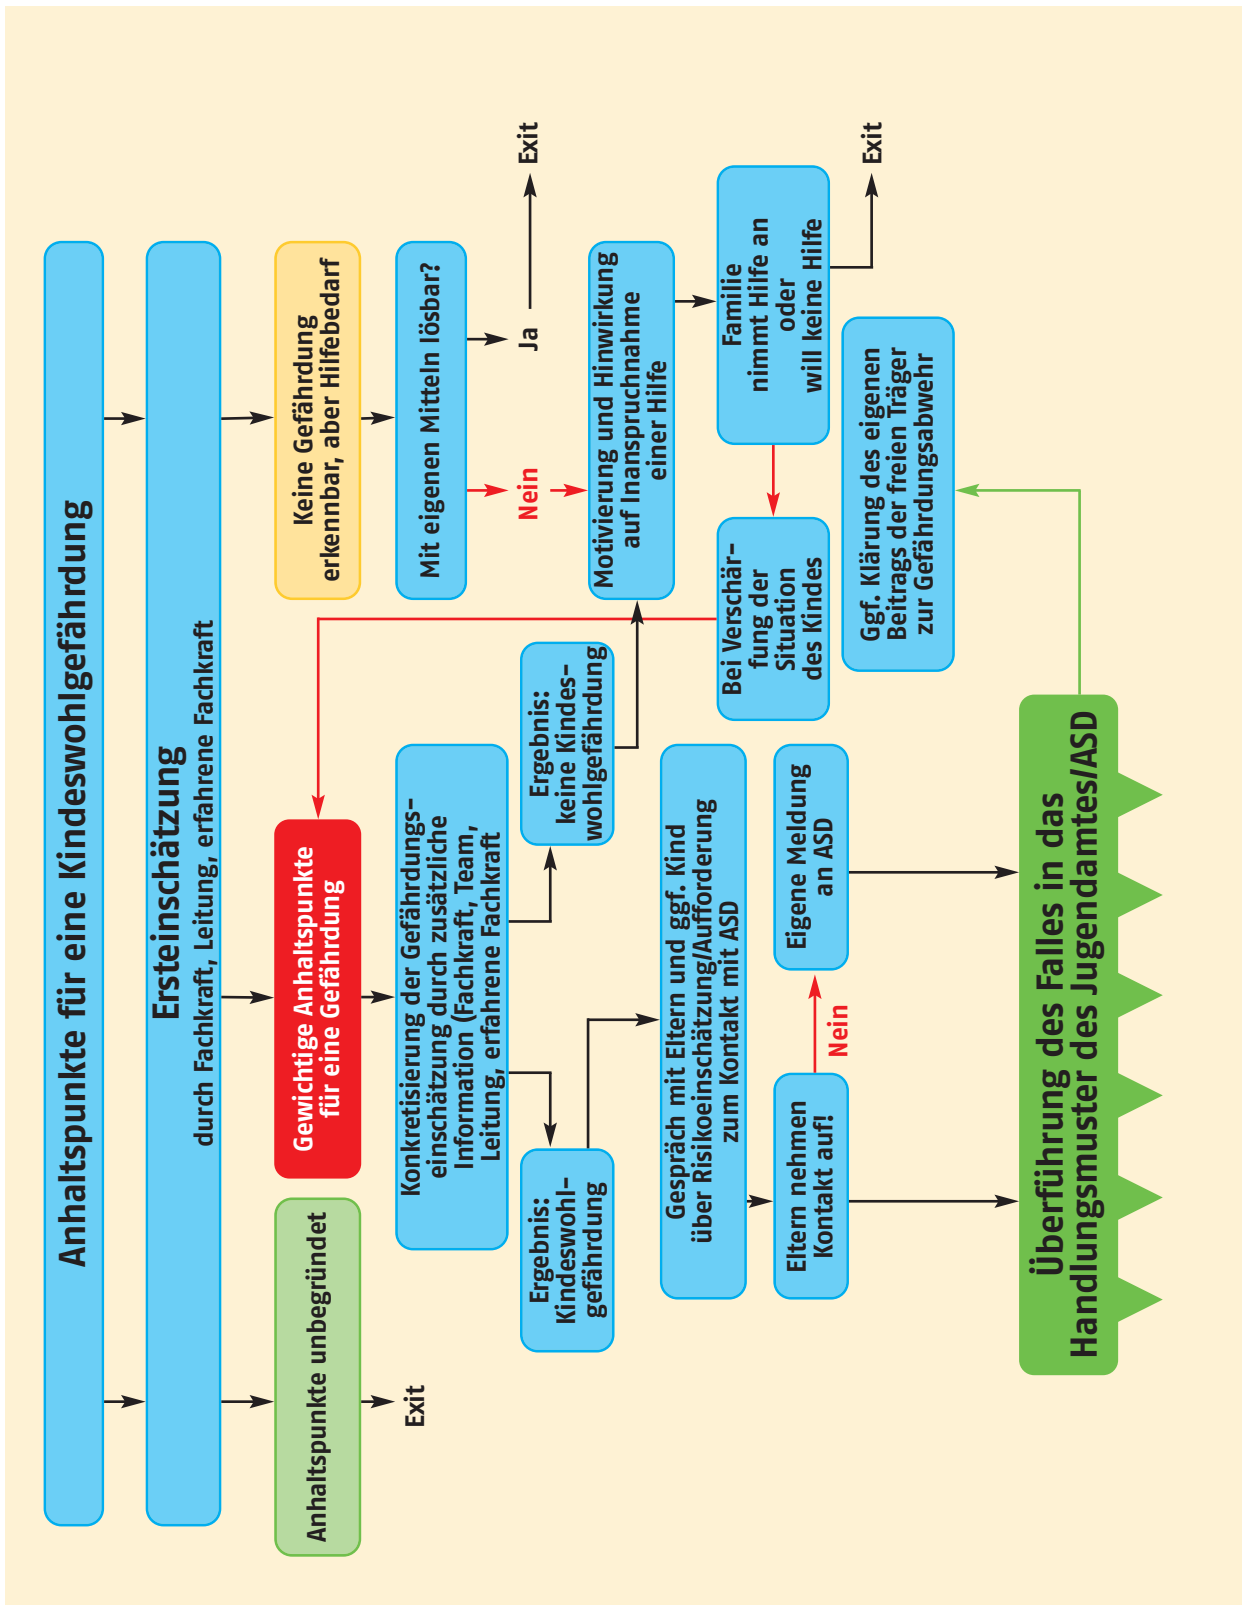 Anhaltspunkte für eine Kindeswohlgefährdung
Ersteinschätzung
durch Fachkraft, Leitung, erfahrene Fachkraft
Anhaltspunkte unbegründet
Exit
Gewichtige Anhaltspunkte
für eine Gefährdung
Keine Gefährdung
erkennbar, aber Hilfebedarf
Konkretisierung der Gefährdungs-
einschätzung durch zusätzliche
Information (Fachkraft, Team,
Leitung, erfahrene Fachkraft
Mit eigenen Mitteln lösbar?
Nein
Ja
Exit
Ergebnis:
Kindeswohl-
gefährdung
Ergebnis:
keine Kindes-
wohlgefährdung
Motivierung und Hinwirkung
auf Inanspruchnahme
einer Hilfe
Gespräch mit Eltern und ggf. Kind
über Risikoeinschätzung/Aufforderung
zum Kontakt mit ASD
Bei Verschär-
fung der
Situation
des Kindes
Familie
nimmt Hilfe an
oder
will keine Hilfe
Exit
Eltern nehmen
Kontakt auf!
Nein
Eigene Meldung
an ASD
Ggf. Klärung des eigenen
Beitrags der freien Träger
zur Gefährdungsabwehr
Überführung des Falles in das
Handlungsmuster des Jugendamtes/ASD